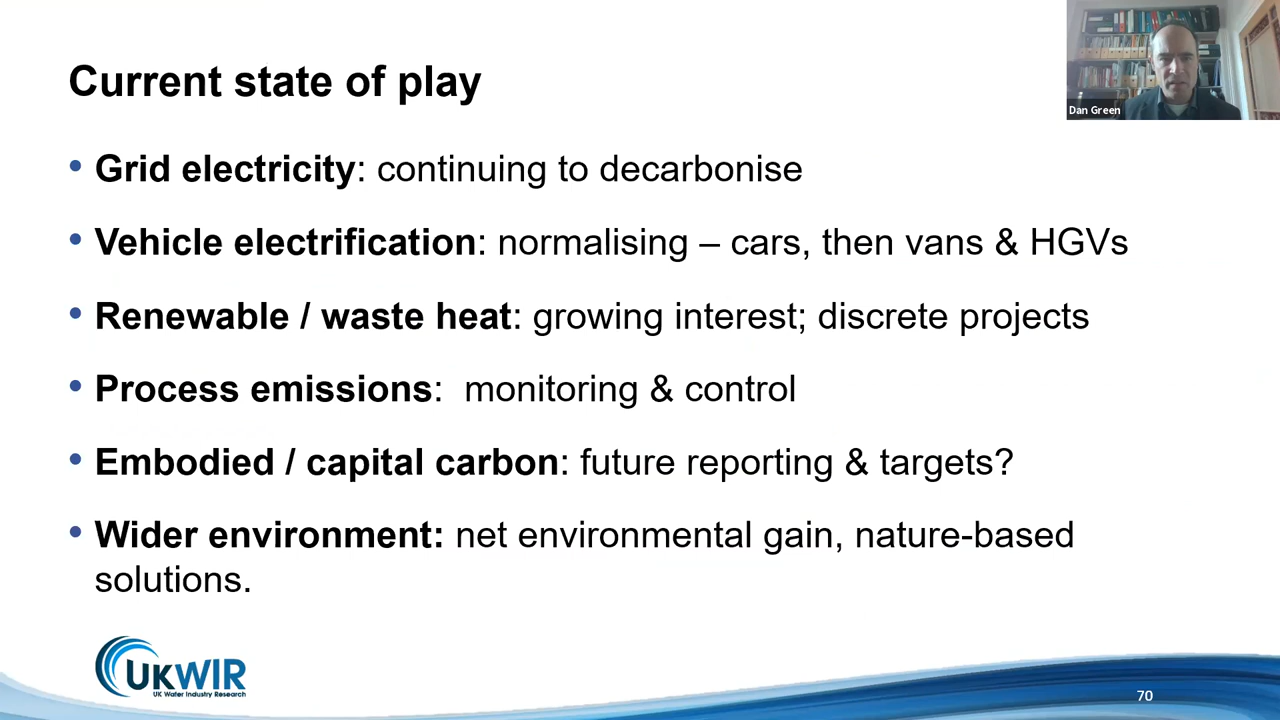 Current state of play
Dan Green
• Grid electricity: continuing to decarbonise
• Vehicle electrification: normalising – cars, then vans & HGVs
• Renewable / waste heat: growing interest; discrete projects
• Process emissions:  monitoring & control
• Embodied / capital carbon: future reporting & targets?
• Wider environment: net environmental gain, nature-based
solutions.
UKWIR
UK Water Industry Research
70